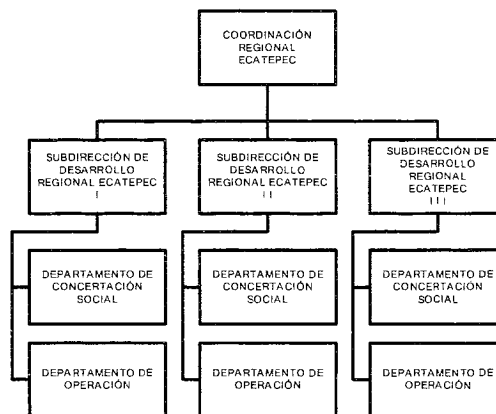 COORDINACIÓN
REGIONAL
ECATEPEC
SUBDIRECCIÓN DE
DESARROLLO
REGIONAL ECATEPEC
I
SUBDIRECCIÓN DE
DESARROLLO
REGIONAL ECATEPEC
II
SUBDIRECCIÓN DE
DESARROLLO
REGIONAL
ECATEPEC
III
DEPARTAMENTO DE
CONCERTACIÓN
SOCIAL
DEPARTAMENTO DE
CONCERTACIÓN
SOCIAL
DEPARTAMENTO DE
CONCERTACIÓN
SOCIAL
DEPARTAMENTO DE
OPERACIÓN
DEPARTAMENTO DE
OPERACIÓN
DEPARTAMENTO DE
OPERACIÓN